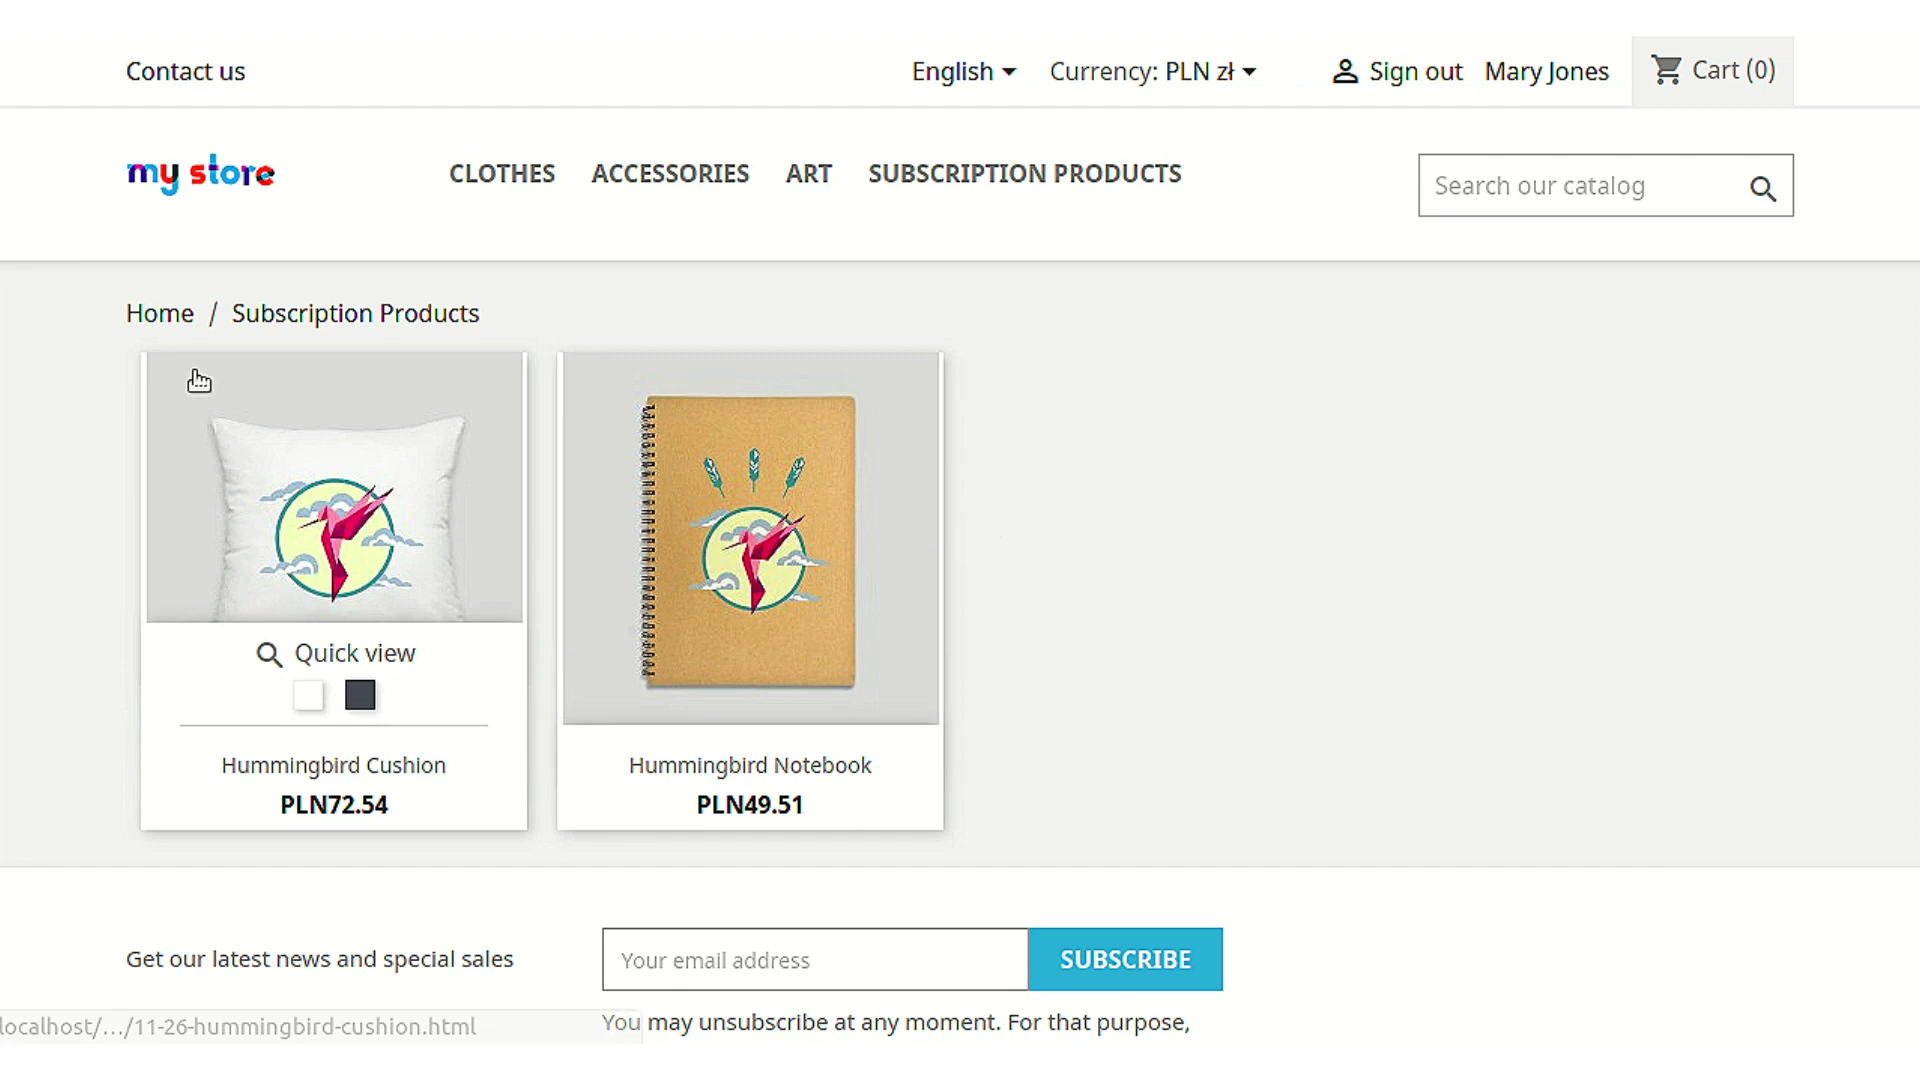 Contact us
English
Currency: PLN zł
Sign out
Mary Jones
Cart (0)
my store
CLOTHES
ACCESSORIES
ART
SUBSCRIPTION PRODUCTS
Search our catalog
Home / Subscription Products
Quick view
Hummingbird Cushion
PLN72.54
Hummingbird Notebook
PLN49.51
Get our latest news and special sales
Your email address
SUBSCRIBE
You may unsubscribe at any moment. For that purpose,
localhost/…/11-26-hummingbird-cushion.html